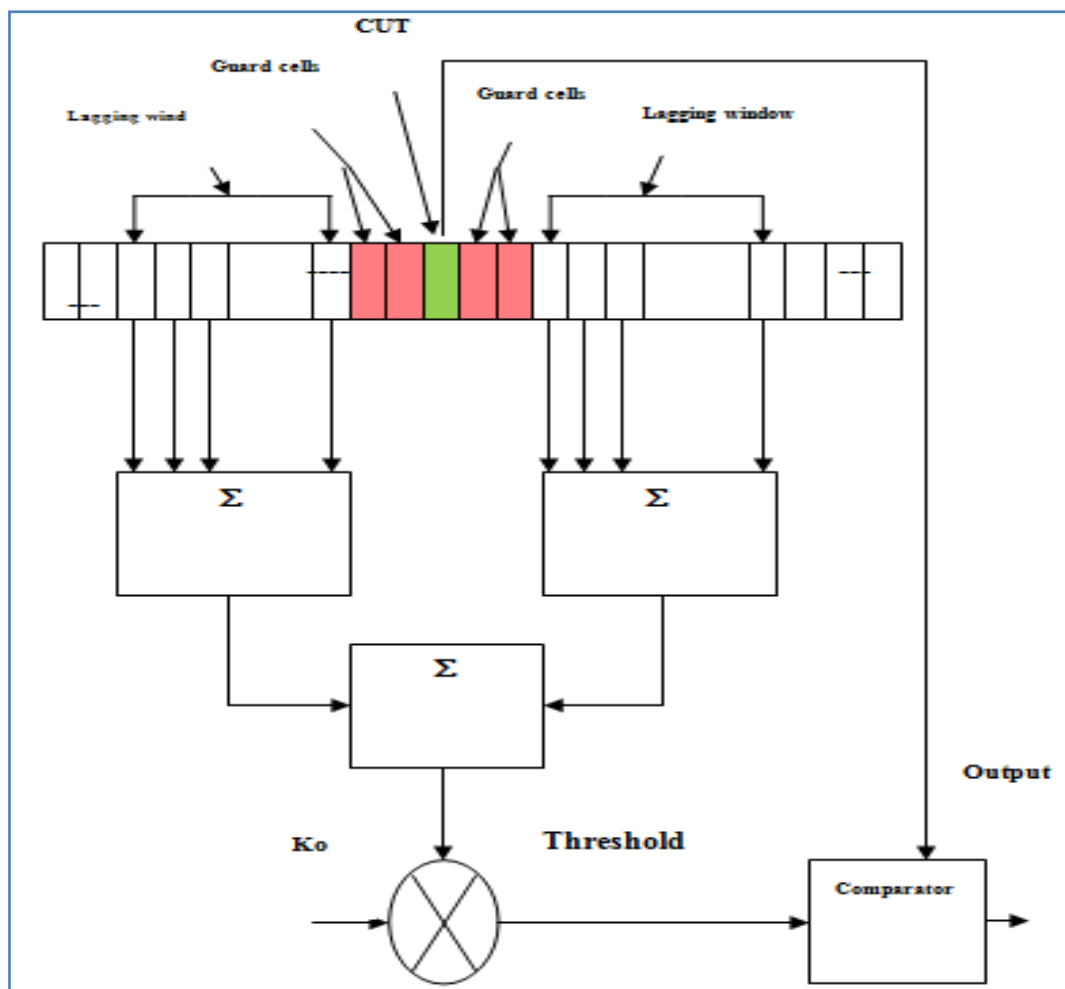 CUT
Guard cells
Guard cells
Lagging wind
Lagging window
----
---
---
Σ
Σ
Σ
Output
Ko
Threshold
Comparator